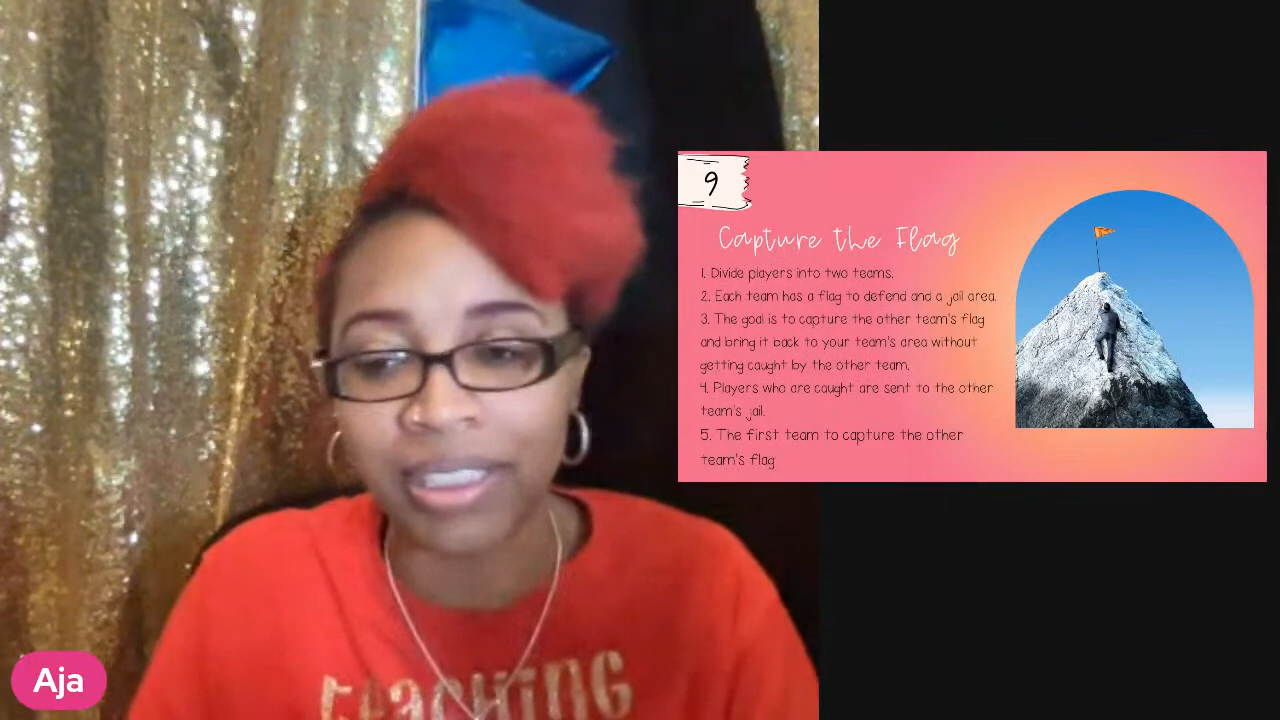 9
Capture the Flag
1. Divide players into two teams.
2. Each team has a flag to defend and a jail area.
3. The goal is to capture the other team's flag
and bring it back to your team's area without
getting caught by the other team.
4. Players who are caught are sent to the other
team's jail.
5. The first team to capture the other
team's flag
teaching
Aja